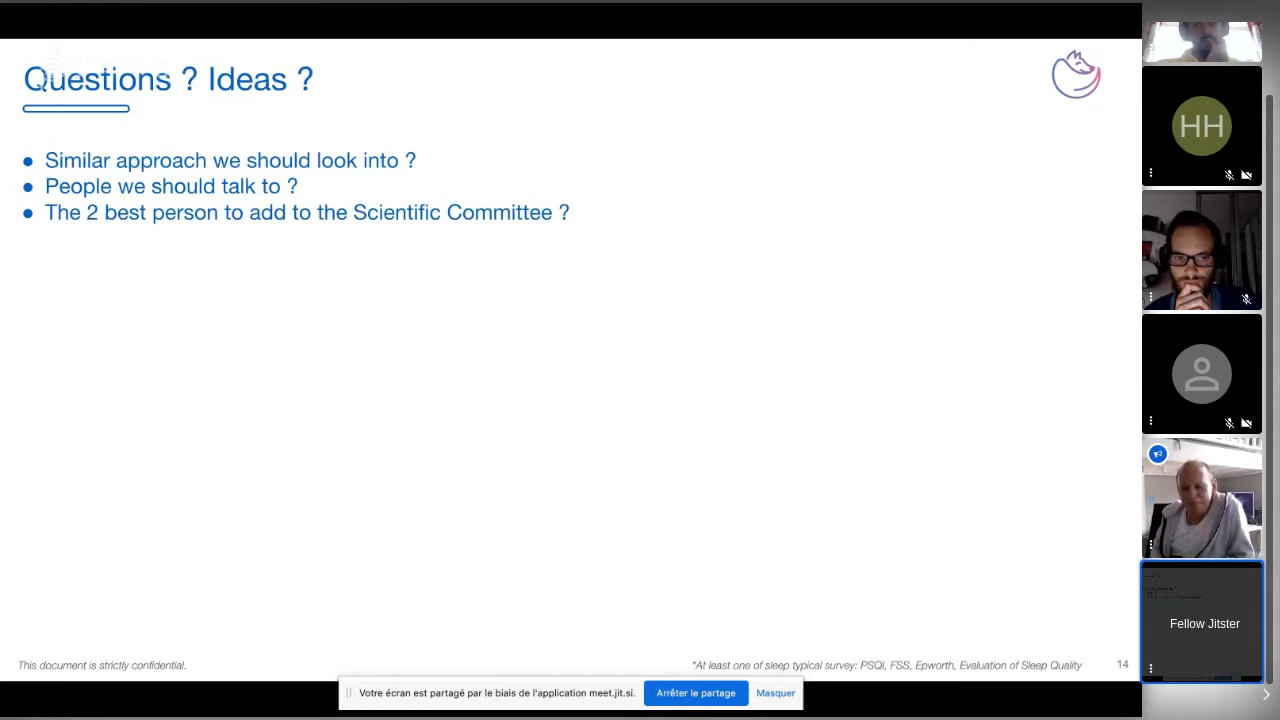 Questions ? Ideas ?
● Similar approach we should look into ?
● People we should talk to ?
● The 2 best person to add to the Scientific Committee ?
This document is strictly confidential.
*At least one of sleep typical survey: PSQI, FSS, Epworth, Evaluation of Sleep Quality
14
Votre écran est partagé par le biais de l'application meet.jit.si.
Arrêter le partage
Masquer
HH
Fellow Jitster